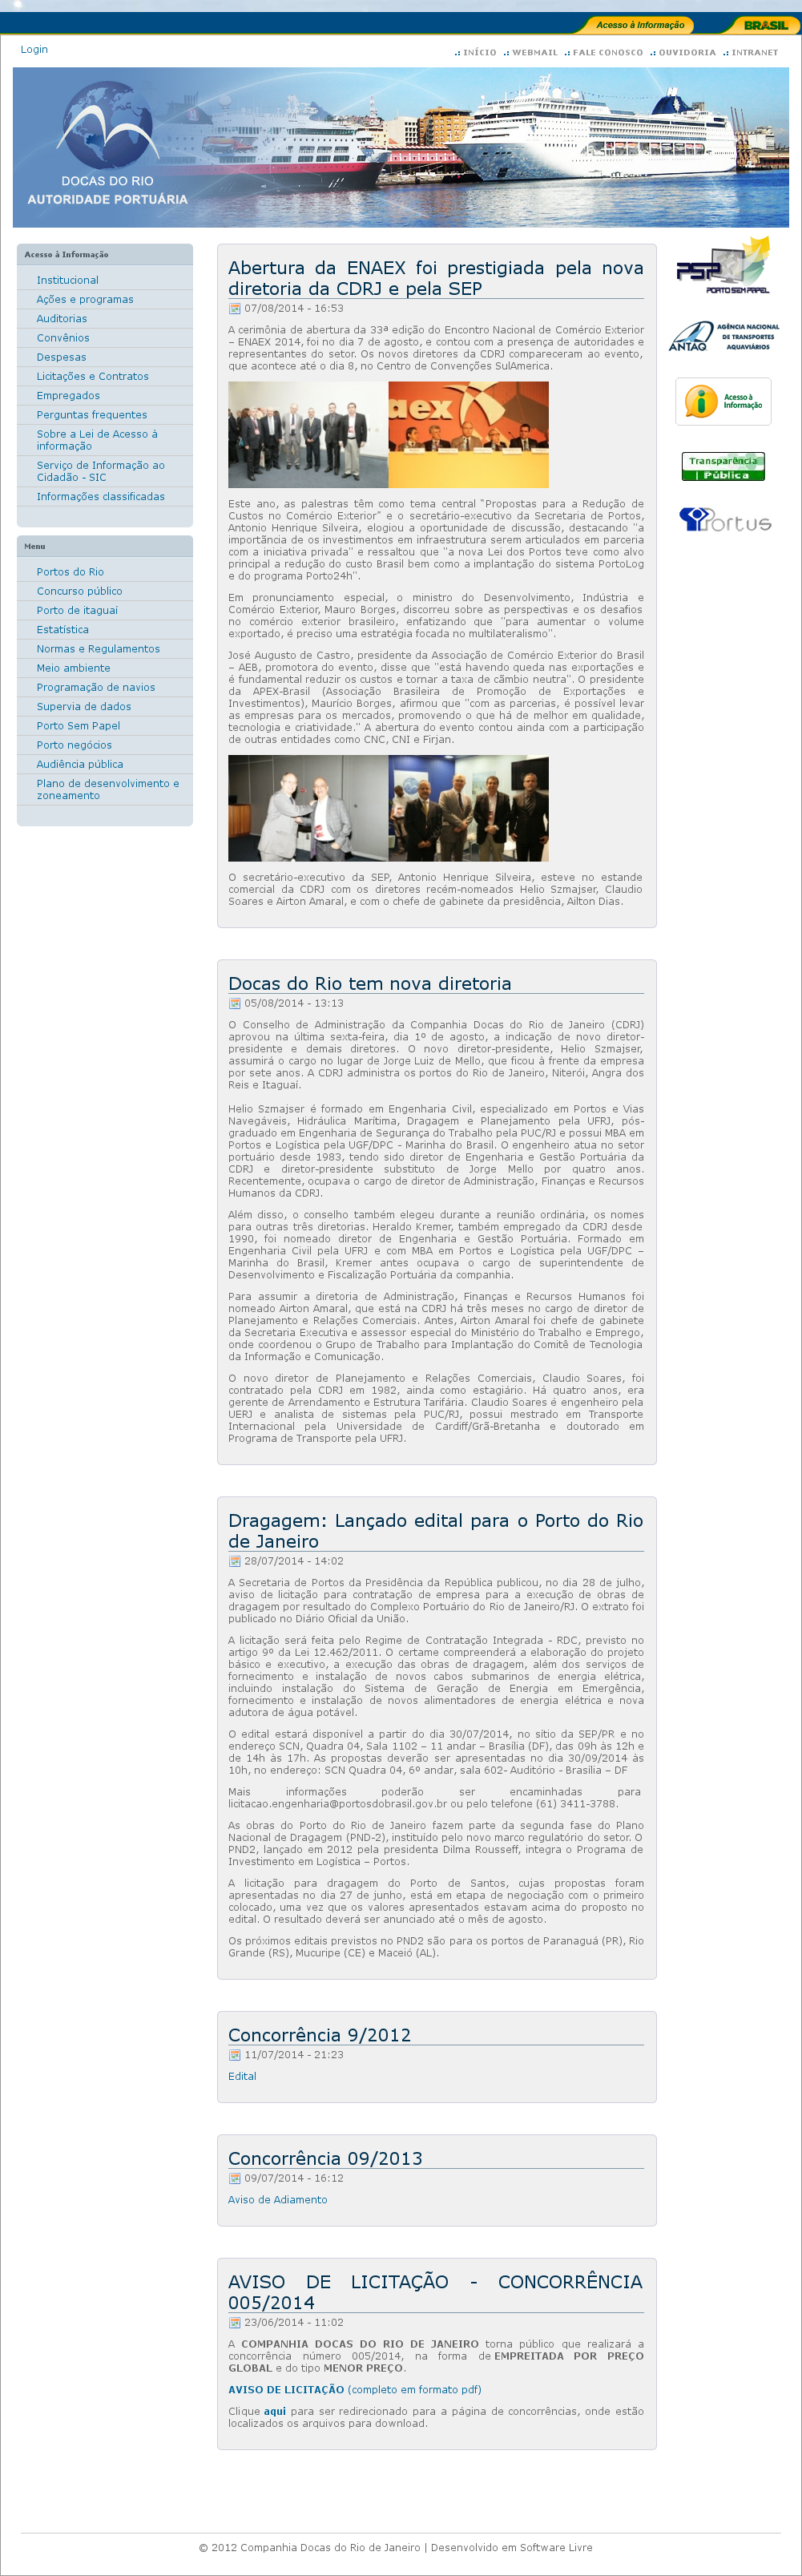 Acesso à Informação
BRASIL
Login
INÍCIO
WEBMAIL
FALE CONOSCO
OUVIDORIA
INTRANET
DOCAS DO RIO
AUTORIDADE PORTUÁRIA
Acesso à Informação
Institucional
Ações e programas
Auditorias
Convênios
Despesas
Licitações e Contratos
Empregados
Perguntas frequentes
Sobre a Lei de Acesso à
informação
Serviço de Informação ao
Cidadão - SIC
Informações classificadas
Menu
Portos do Rio
Concurso público
Porto de itaguaí
Estatística
Normas e Regulamentos
Meio ambiente
Programação de navios
Supervia de dados
Porto Sem Papel
Porto negócios
Audiência pública
Plano de desenvolvimento e
zoneamento
Abertura da ENAEX foi prestigiada pela nova
diretoria da CDRJ e pela SEP
07/08/2014 - 16:53
A cerimônia de abertura da 33ª edição do Encontro Nacional de Comércio Exterior
– ENAEX 2014, foi no dia 7 de agosto, e contou com a presença de autoridades e
representantes do setor. Os novos diretores da CDRJ compareceram ao evento,
que acontece até o dia 8, no Centro de Convenções SulAmerica.
aex
Este ano, as palestras têm como tema central "Propostas para a Redução de
Custos no Comércio Exterior" e o secretário-executivo da Secretaria de Portos,
Antonio Henrique Silveira, elogiou a oportunidade de discussão, destacando "a
importância de os investimentos em infraestrutura serem articulados em parceria
com a iniciativa privada" e ressaltou que "a nova Lei dos Portos teve como alvo
principal a redução do custo Brasil bem como a implantação do sistema PortoLog
e do programa Porto24h".
Em pronunciamento especial, o ministro do Desenvolvimento, Indústria e
Comércio Exterior, Mauro Borges, discorreu sobre as perspectivas e os desafios
no comércio exterior brasileiro, enfatizando que "para aumentar o volume
exportado, é preciso uma estratégia focada no multilateralismo".
José Augusto de Castro, presidente da Associação de Comércio Exterior do Brasil
– AEB, promotora do evento, disse que "está havendo queda nas exportações e
é fundamental reduzir os custos e tornar a taxa de câmbio neutra". O presidente
da APEX-Brasil (Associação Brasileira de Promoção de Exportações e
Investimentos), Maurício Borges, afirmou que "com as parcerias, é possível levar
as empresas para os mercados, promovendo o que há de melhor em qualidade,
tecnologia e criatividade." A abertura do evento contou ainda com a participação
de outras entidades como CNC, CNI e Firjan.
O secretário-executivo da SEP, Antonio Henrique Silveira, esteve no estande
comercial da CDRJ com os diretores recém-nomeados Helio Szmajser, Claudio
Soares e Airton Amaral, e com o chefe de gabinete da presidência, Ailton Dias.
Docas do Rio tem nova diretoria
05/08/2014 - 13:13
O Conselho de Administração da Companhia Docas do Rio de Janeiro (CDRJ)
aprovou na última sexta-feira, dia 1º de agosto, a indicação de novo diretor-
presidente e demais diretores. O novo diretor-presidente, Helio Szmajser,
assumirá o cargo no lugar de Jorge Luiz de Mello, que ficou à frente da empresa
por sete anos. A CDRJ administra os portos do Rio de Janeiro, Niterói, Angra dos
Reis e Itaguaí.
Helio Szmajser é formado em Engenharia Civil, especializado em Portos e Vias
Navegáveis, Hidráulica Marítima, Dragagem e Planejamento pela UFRJ, pós-
graduado em Engenharia de Segurança do Trabalho pela PUC/RJ e possui MBA em
Portos e Logística pela UGF/DPC - Marinha do Brasil. O engenheiro atua no setor
portuário desde 1983, tendo sido diretor de Engenharia e Gestão Portuária da
CDRJ e diretor-presidente substituto de Jorge Mello por quatro anos.
Recentemente, ocupava o cargo de diretor de Administração, Finanças e Recursos
Humanos da CDRJ.
Além disso, o conselho também elegeu durante a reunião ordinária, os nomes
para outras três diretorias. Heraldo Kremer, também empregado da CDRJ desde
1990, foi nomeado diretor de Engenharia e Gestão Portuária. Formado em
Engenharia Civil pela UFRJ e com MBA em Portos e Logística pela UGF/DPC –
Marinha do Brasil, Kremer antes ocupava o cargo de superintendente de
Desenvolvimento e Fiscalização Portuária da companhia.
Para assumir a diretoria de Administração, Finanças e Recursos Humanos foi
nomeado Airton Amaral, que está na CDRJ há três meses no cargo de diretor de
Planejamento e Relações Comerciais. Antes, Airton Amaral foi chefe de gabinete
da Secretaria Executiva e assessor especial do Ministério do Trabalho e Emprego,
onde coordenou o Grupo de Trabalho para Implantação do Comitê de Tecnologia
da Informação e Comunicação.
O novo diretor de Planejamento e Relações Comerciais, Claudio Soares, foi
contratado pela CDRJ em 1982, ainda como estagiário. Há quatro anos, era
gerente de Arrendamento e Estrutura Tarifária. Claudio Soares é engenheiro pela
UERJ e analista de sistemas pela PUC/RJ, possui mestrado em Transporte
Internacional pela Universidade de Cardiff/Grã-Bretanha e doutorado em
Programa de Transporte pela UFRJ.
Dragagem: Lançado edital para o Porto do Rio
de Janeiro
28/07/2014 - 14:02
A Secretaria de Portos da Presidência da República publicou, no dia 28 de julho,
aviso de licitação para contratação de empresa para a execução de obras de
dragagem por resultado do Complexo Portuário do Rio de Janeiro/RJ. O extrato foi
publicado no Diário Oficial da União.
A licitação será feita pelo Regime de Contratação Integrada - RDC, previsto no
artigo 9º da Lei 12.462/2011. O certame compreenderá a elaboração do projeto
básico e executivo, a execução das obras de dragagem, além dos serviços de
fornecimento e instalação de novos cabos submarinos de energia elétrica,
incluindo instalação do Sistema de Geração de Energia em Emergência,
fornecimento e instalação de novos alimentadores de energia elétrica e nova
adutora de água potável.
O edital estará disponível a partir do dia 30/07/2014, no sítio da SEP/PR e no
endereço SCN, Quadra 04, Sala 1102 – 11 andar – Brasília (DF), das 09h às 12h e
de 14h às 17h. As propostas deverão ser apresentadas no dia 30/09/2014 às
10h, no endereço: SCN Quadra 04, 6º andar, sala 602- Auditório - Brasília – DF
Mais informações poderão ser encaminhadas para
licitacao.engenharia@portosdobrasil.gov.br ou pelo telefone (61) 3411-3788.
As obras do Porto do Rio de Janeiro fazem parte da segunda fase do Plano
Nacional de Dragagem (PND-2), instituído pelo novo marco regulatório do setor. O
PND2, lançado em 2012 pela presidenta Dilma Rousseff, integra o Programa de
Investimento em Logística – Portos.
A licitação para dragagem do Porto de Santos, cujas propostas foram
apresentadas no dia 27 de junho, está em etapa de negociação com o primeiro
colocado, uma vez que os valores apresentados estavam acima do proposto no
edital. O resultado deverá ser anunciado até o mês de agosto.
Os próximos editais previstos no PND2 são para os portos de Paranaguá (PR), Rio
Grande (RS), Mucuripe (CE) e Maceió (AL).
Concorrência 9/2012
11/07/2014 - 21:23
Edital
Concorrência 09/2013
09/07/2014 - 16:12
Aviso de Adiamento
AVISO DE LICITAÇÃO - CONCORRÊNCIA
005/2014
23/06/2014 - 11:02
A COMPANHIA DOCAS DO RIO DE JANEIRO torna público que realizará a
concorrência número 005/2014, na forma de EMPREITADA POR PREÇO
GLOBAL e do tipo MENOR PREÇO.
AVISO DE LICITAÇÃO (completo em formato pdf)
Clique aqui para ser redirecionado para a página de concorrências, onde estão
localizados os arquivos para download.
PSP
PORTO SEM PAPEL
ANTAQ
AGÊNCIA NACIONAL
DE TRANSPORTES
AQUAVIÁRIOS
Acesso à
Informação
Transparência
Pública
Portus
© 2012 Companhia Docas do Rio de Janeiro | Desenvolvido em Software Livre